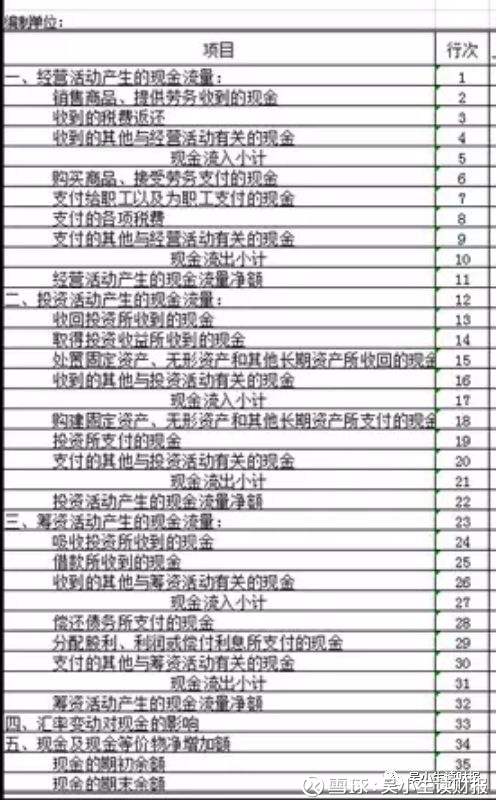 编制单位：
项目 行次
一、经营活动产生的现金流量： 1
销售商品、提供劳务收到的现金 2
收到的税费返还 3
收到的其他与经营活动有关的现金 4
现金流入小计 5
购买商品、接受劳务支付的现金 6
支付给职工以及为职工支付的现金 7
支付的各项税费 8
支付的其他与经营活动有关的现金 9
现金流出小计 10
经营活动产生的现金流量净额 11
二、投资活动产生的现金流量： 12
收回投资所收到的现金 13
取得投资收益所收到的现金 14
处置固定资产、无形资产和其他长期资产所收回的现金 15
收到的其他与投资活动有关的现金 16
现金流入小计 17
购建固定资产、无形资产和其他长期资产所支付的现金 18
投资所支付的现金 19
支付的其他与投资活动有关的现金 20
现金流出小计 21
投资活动产生的现金流量净额 22
三、筹资活动产生的现金流量： 23
吸收投资所收到的现金 24
借款所收到的现金 25
收到的其他与筹资活动有关的现金 26
现金流入小计 27
偿还债务所支付的现金 28
分配股利、利润或偿付利息所支付的现金 29
支付的其他与筹资活动有关的现金 30
现金流出小计 31
筹资活动产生的现金流量净额 32
四、汇率变动对现金的影响 33
五、现金及现金等价物净增加额 34
现金的期初余额 35
现金的期末余额
吴小生读财报
雪球：吴小生读财报